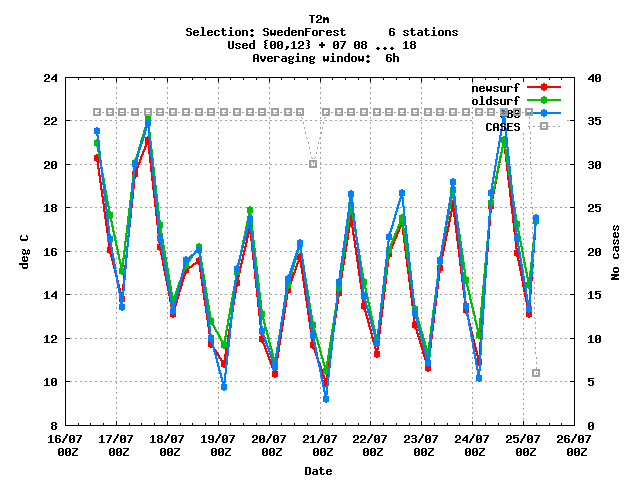 T2m
Selection: SwedenForest 6 stations
Used {00,12} + 07 08 ... 18
Averaging window: 6h
24 40
newsurf
oldsurf
22 35
OBS
CASES
20 30
18 25
deg C No cases
16 20
14 15
12 10
10 5
8 0
16/07 17/07 18/07 19/07 20/07 21/07 22/07 23/07 24/07 25/07 26/07
00Z 00Z 00Z 00Z 00Z 00Z 00Z 00Z 00Z 00Z 00Z
Date